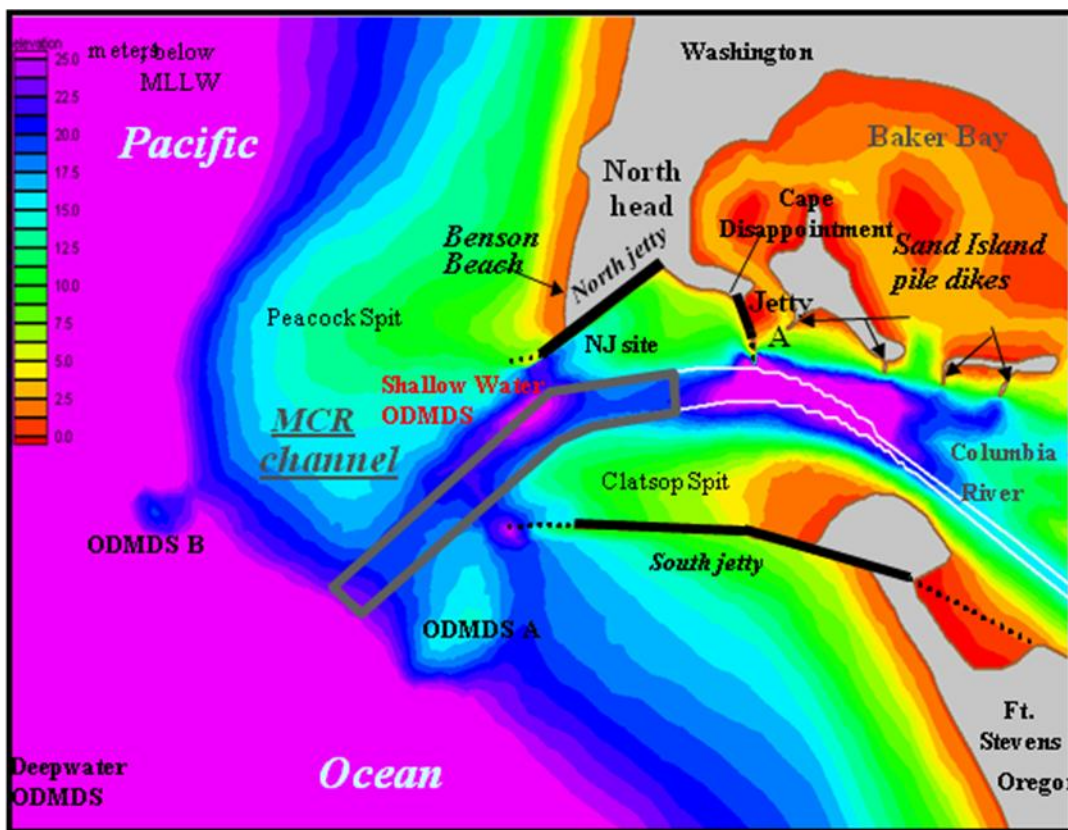 elevation
meters, below
MLLW
25.0
22.5
20.0
17.5
15.0
12.5
10.0
7.5
5.0
2.5
0.0
Pacific
Washington
Baker Bay
North
head
Cape
Disappointment
Benson
Beach
North jetty
Sand Island
pile dikes
Jetty
A
Peacock Spit
NJ site
Shallow Water
ODMDS
MCR
channel
Columbia
River
Clatsop Spit
ODMDS B
South jetty
ODMDS A
Ft.
Stevens
Oregon
Deepwater
ODMDS
Ocean